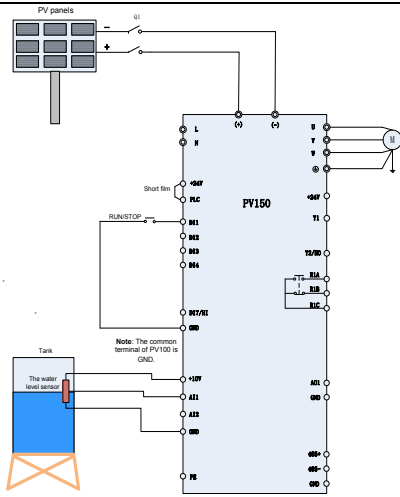 PV panels
Q1
−
+
(+)
(-)
L
N
U
V
W
M
+24V
PLC
Short film
PV150
+24V
RUN/STOP
DI1
Y1
DI2
DI3
DI4
Y2/HO
R1A
R1B
R1C
DI7/HI
GND
Note: The common
terminal of PV100 is
GND.
Tank
The water
level sensor
+10V
AI1
AI2
GND
AO1
GND
PE
485+
485-
GND